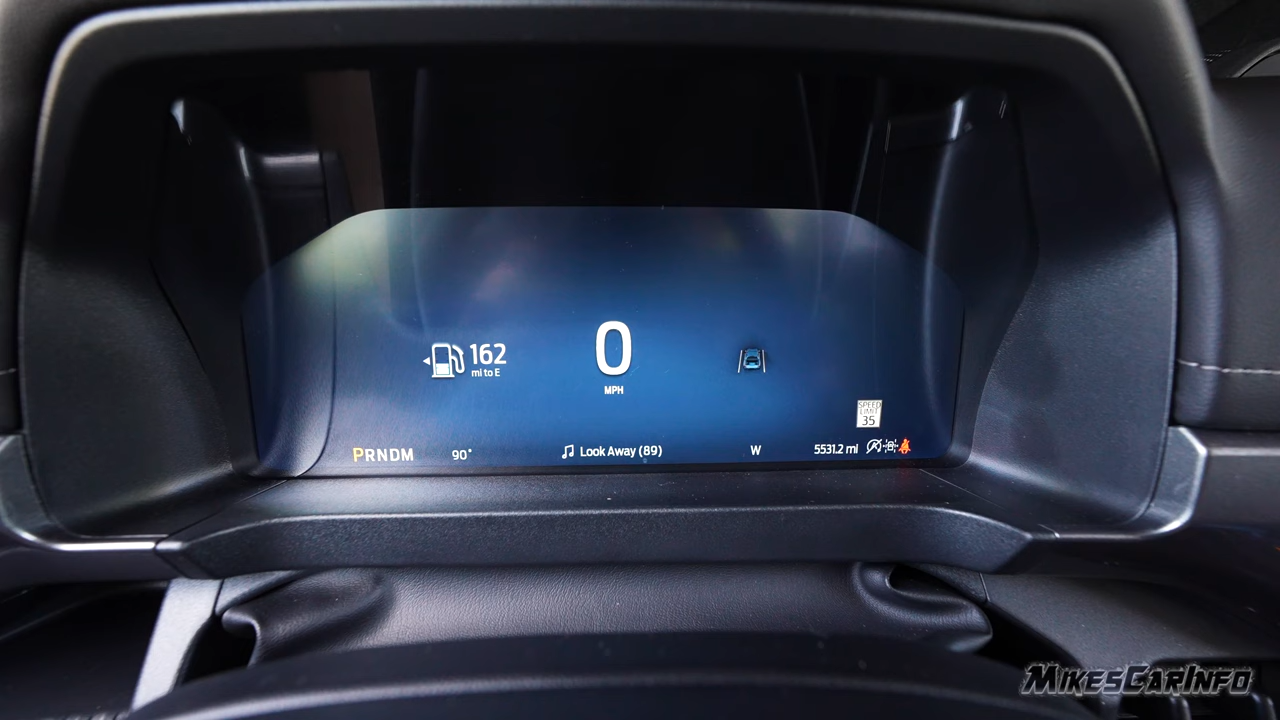 162
mi to E
0
MPH
SPEED
LIMIT
35
PRNDM 90° Look Away (89) W 5531.2 mi
MIKESCARINFO